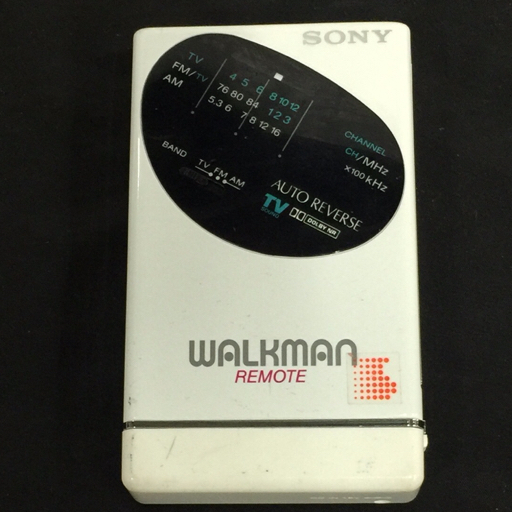 SONY
TV 4 5 6 8 10 12
FM/TV 76 80 84 1 2 3
AM 5.3 6 7 8 12 16
CHANNEL
CH/MHz
x100kHz
BAND TV FM AM
AUTO REVERSE
TV
DOLBY NR
WALKMAN
REMOTE